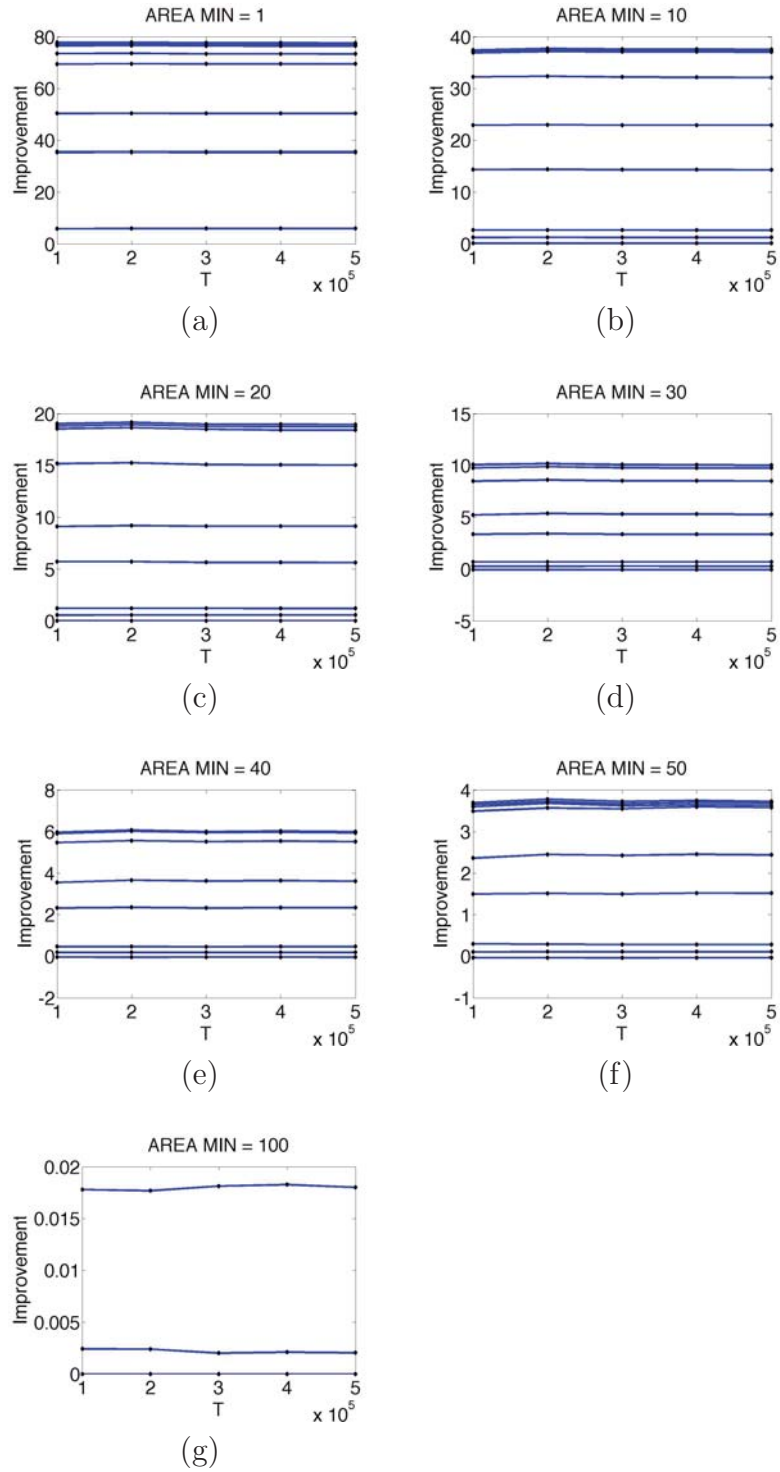 AREA MIN = 1
80
60
40
20
0
Improvement
1 2 3 4 5
T
x 10^5
(a)
AREA MIN = 10
40
30
20
10
0
Improvement
1 2 3 4 5
T
x 10^5
(b)
AREA MIN = 20
20
15
10
5
0
Improvement
1 2 3 4 5
T
x 10^5
(c)
AREA MIN = 30
15
10
5
0
-5
Improvement
1 2 3 4 5
T
x 10^5
(d)
AREA MIN = 40
8
6
4
2
0
-2
Improvement
1 2 3 4 5
T
x 10^5
(e)
AREA MIN = 50
4
3
2
1
0
-1
Improvement
1 2 3 4 5
T
x 10^5
(f)
AREA MIN = 100
0.02
0.015
0.01
0.005
0
Improvement
1 2 3 4 5
T
x 10^5
(g)